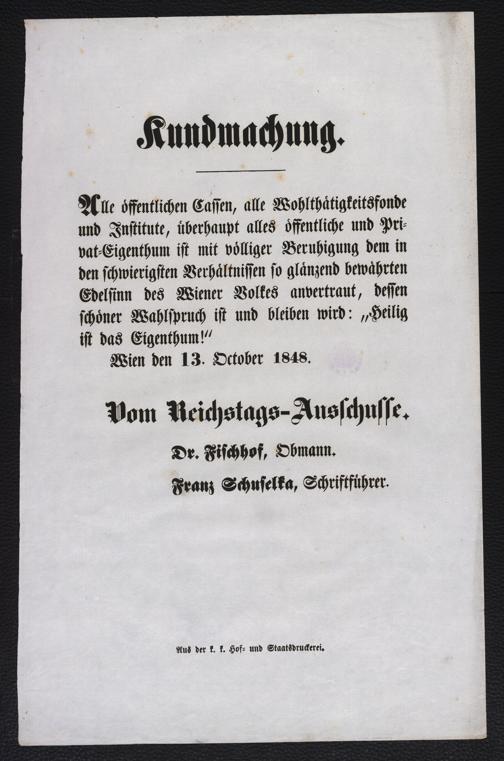 Kundmachung.
Alle öffentlichen Cassen, alle Wohlthätigkeitsfonde
und Institute, überhaupt alles öffentliche und Pri-
vat-Eigenthum ist mit völliger Beruhigung dem in
den schwierigsten Verhältnissen so glänzend bewährten
Edelsinn des Wiener Volkes anvertraut, dessen
schöner Wahlspruch ist und bleiben wird: „Heilig
ist das Eigenthum!“
Wien den 13. October 1848.
Vom Reichstags-Ausschusse.
Dr. Fischhof, Obmann.
Franz Schuselka, Schriftführer.
Aus der k. k. Hof- und Staatsdruckerei.